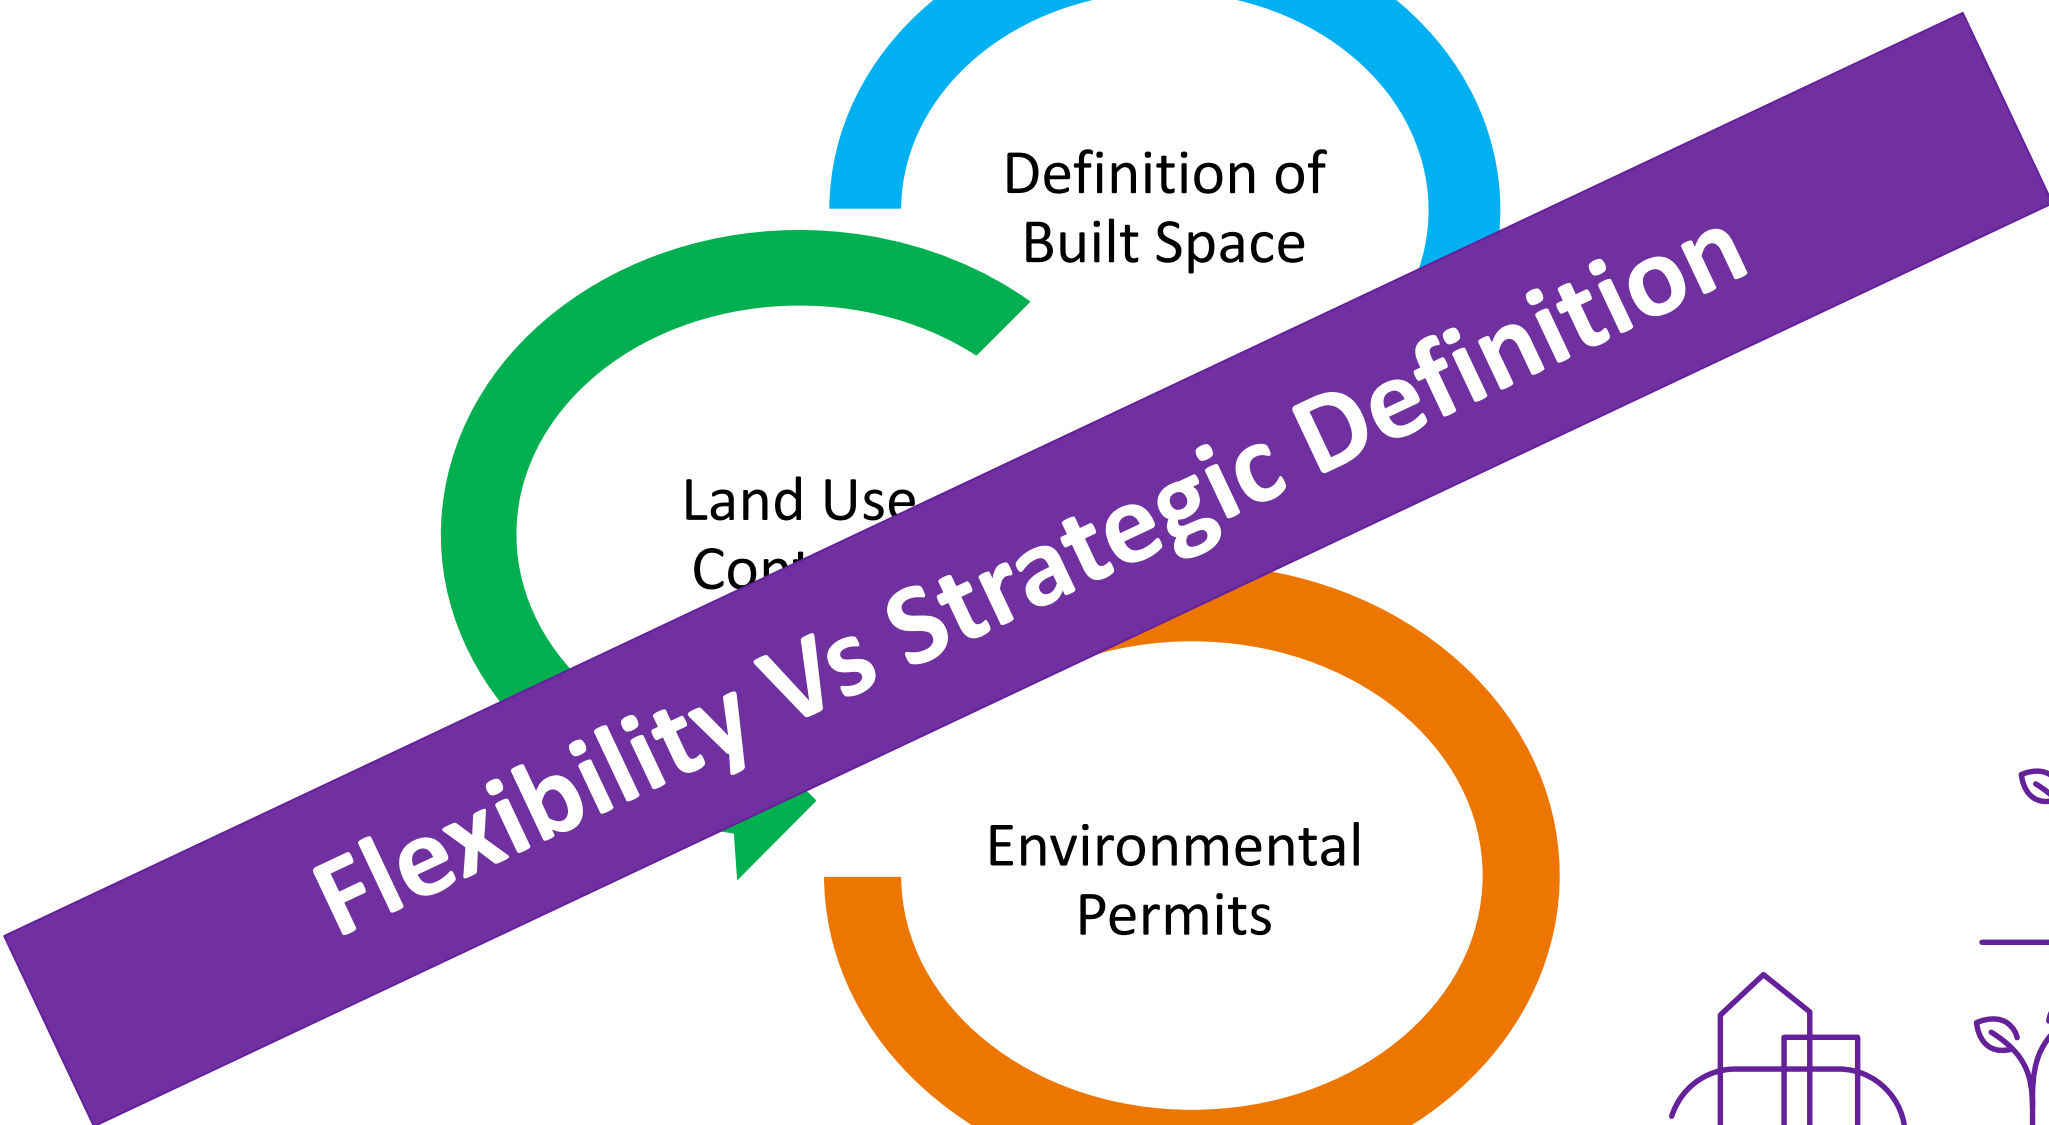 Definition of
Built Space
Land Use
Flexibility Vs Strategic Definition
Environmental
Permits